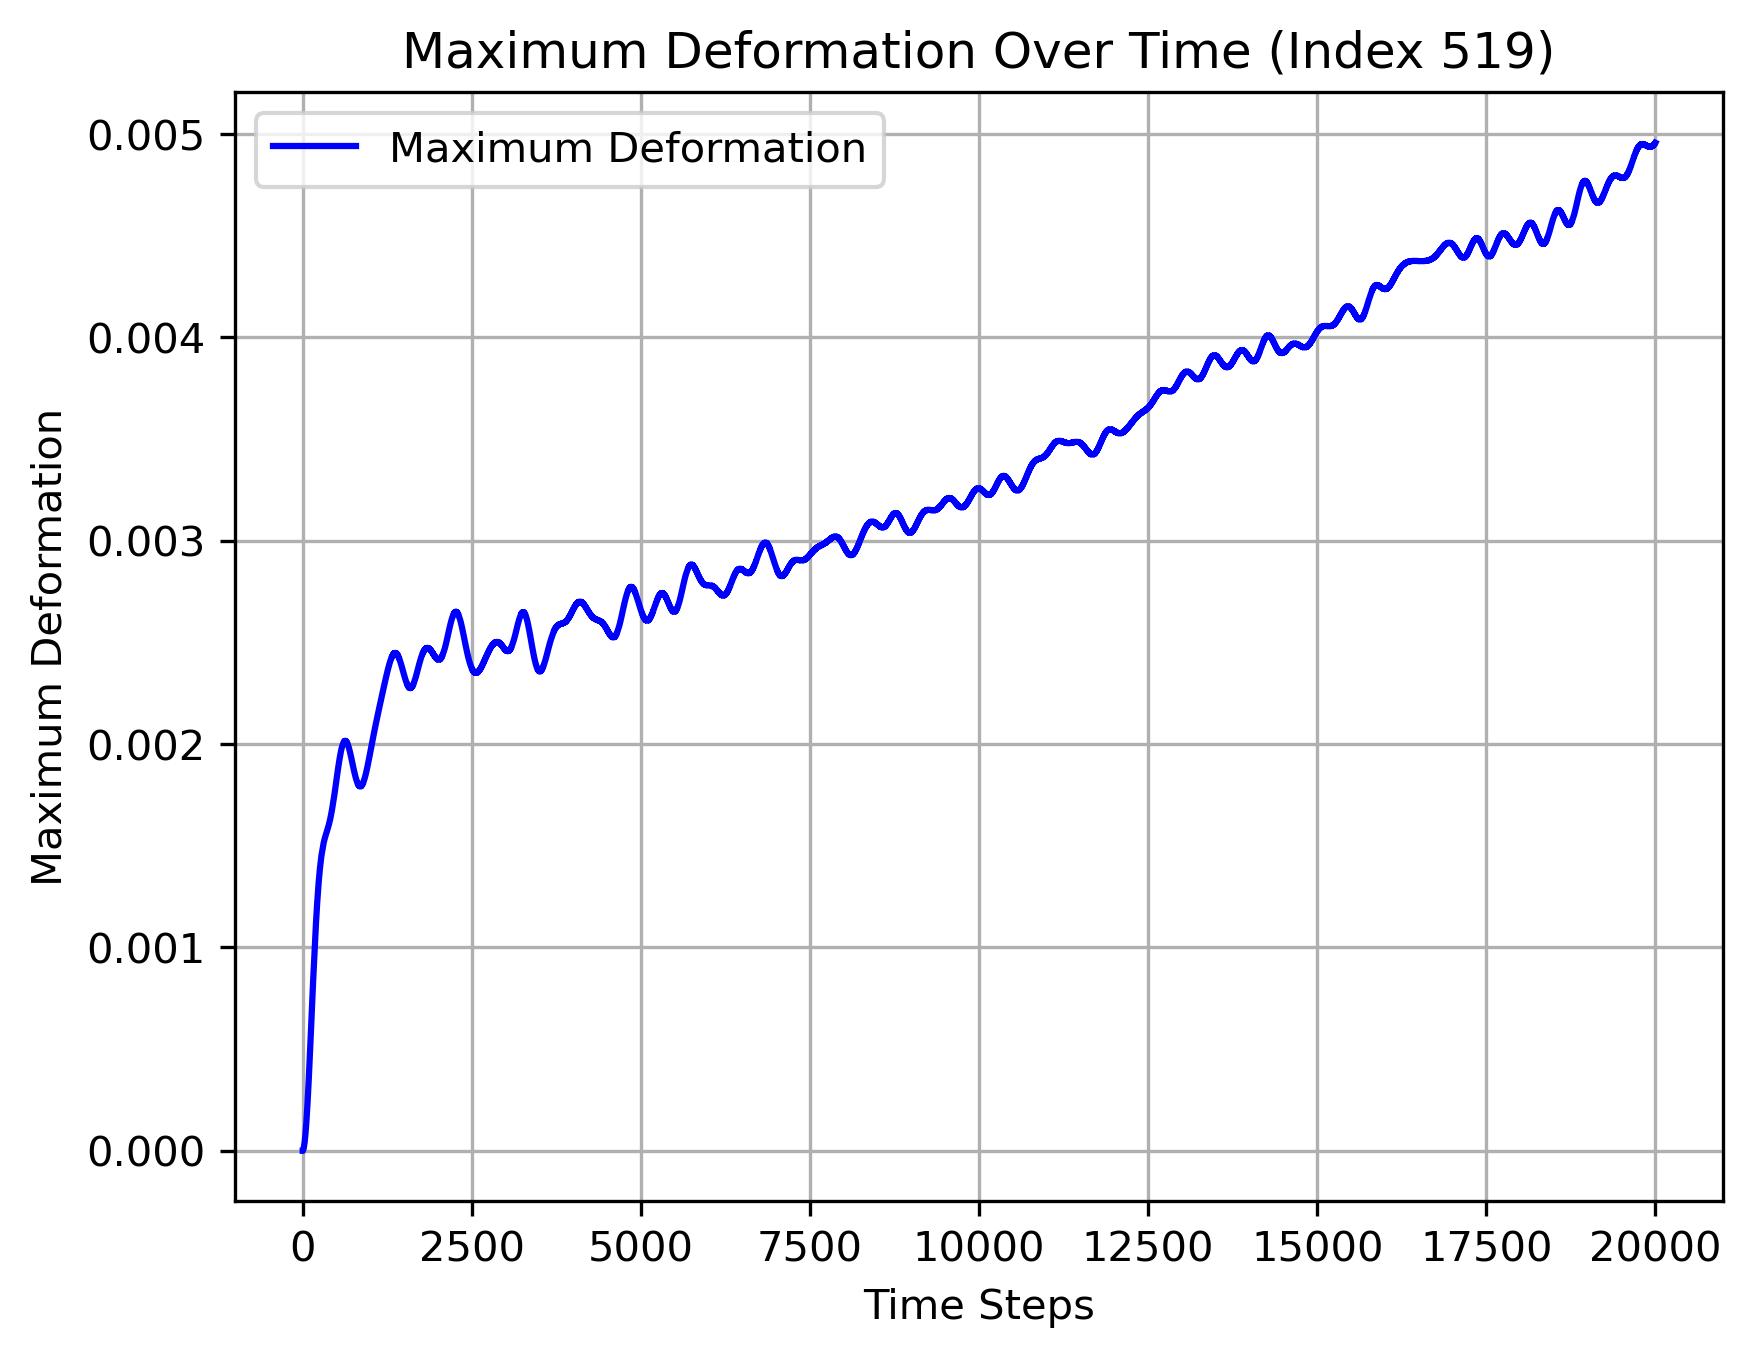 Maximum Deformation Over Time (Index 519)
Maximum Deformation
0.005
0.004
0.003
0.002
0.001
0.000
Maximum Deformation
0 2500 5000 7500 10000 12500 15000 17500 20000
Time Steps